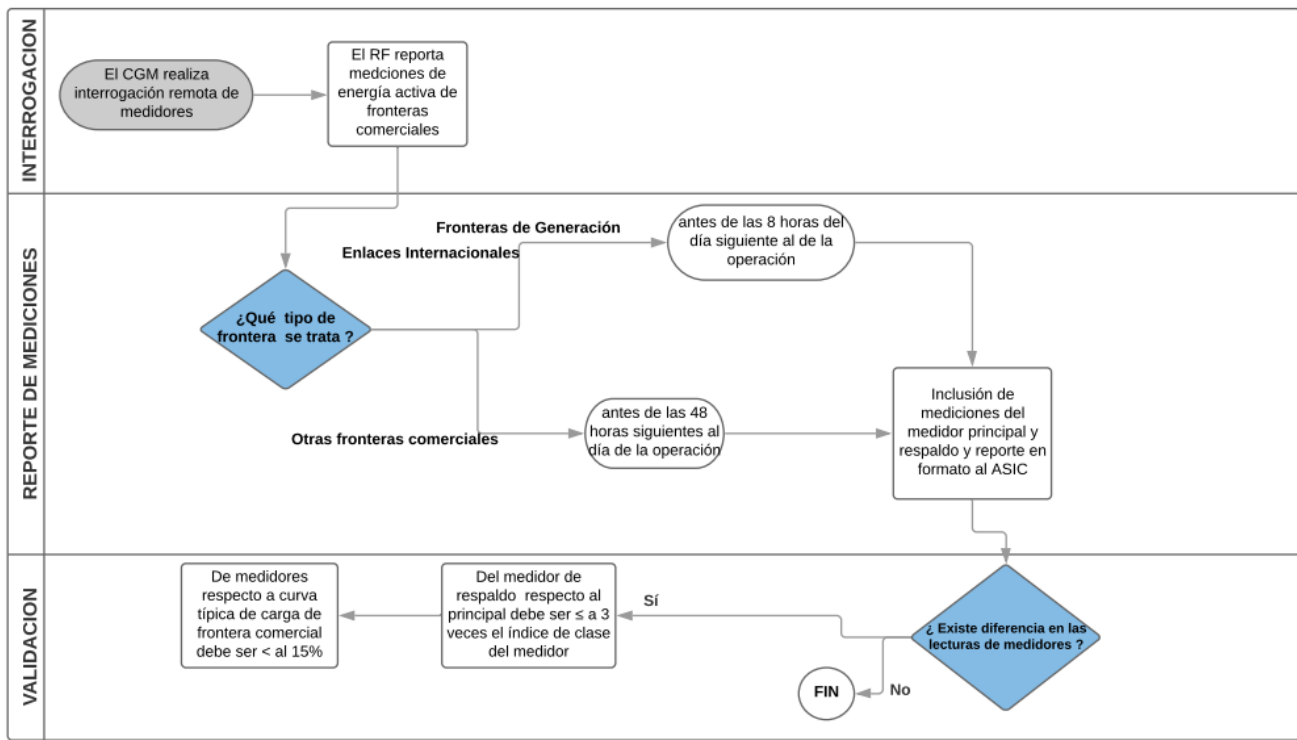 INTERROGACION
El CGM realiza
interrogación remota de
medidores
El RF reporta
medciones de
energía activa de
fronteras
comerciales
REPORTE DE MEDICIONES
Fronteras de Generación
Enlaces Internacionales
antes de las 8 horas del
día siguiente al de la
operación
¿Qué tipo de
frontera se trata ?
Otras fronteras comerciales
antes de las 48
horas siguientes al
día de la operación
Inclusión de
mediciones del
medidor principal y
respaldo y reporte en
formato al ASIC
VALIDACION
De medidores
respecto a curva
típica de carga de
frontera comercial
debe ser < al 15%
Del medidor de
respaldo respecto al
principal debe ser ≤ a 3
veces el índice de clase
del medidor
Sí
¿ Existe diferencia en las
lecturas de medidores ?
FIN
No